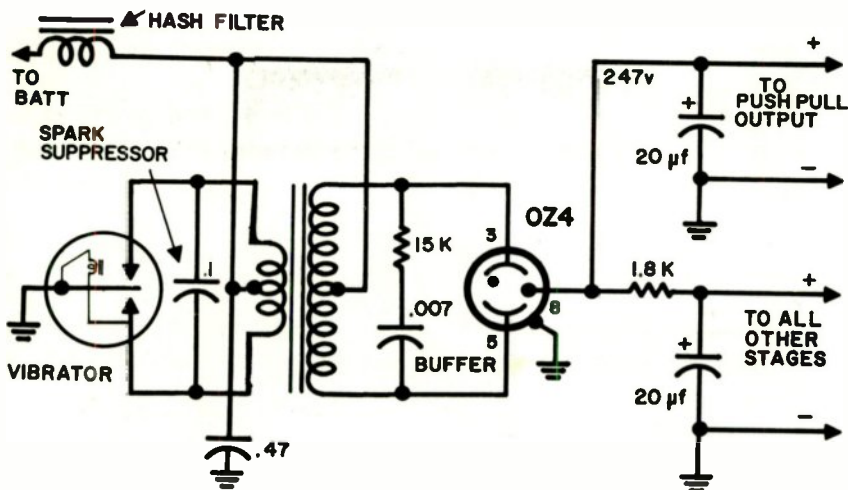 HASH FILTER
TO
BATT
SPARK
SUPPRESSOR
.1
VIBRATOR
.47
15 K
.007
BUFFER
OZ4
3
5
8
247v
+
+
TO
PUSH PULL
OUTPUT
20 µf
−
1.8 K
+
+
TO ALL
OTHER
STAGES
20 µf
−